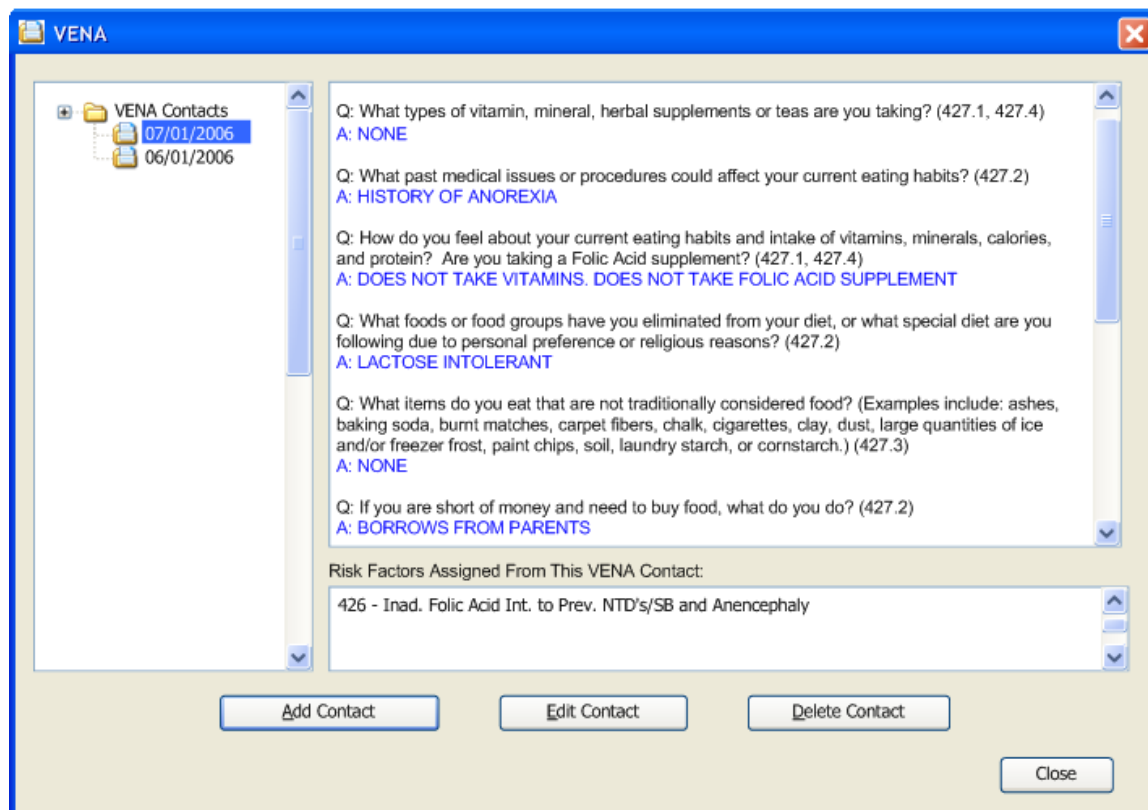 VENA
VENA Contacts
07/01/2006
06/01/2006
Q: What types of vitamin, mineral, herbal supplements or teas are you taking? (427.1, 427.4)
A: NONE
Q: What past medical issues or procedures could affect your current eating habits? (427.2)
A: HISTORY OF ANOREXIA
Q: How do you feel about your current eating habits and intake of vitamins, minerals, calories,
and protein?  Are you taking a Folic Acid supplement? (427.1, 427.4)
A: DOES NOT TAKE VITAMINS. DOES NOT TAKE FOLIC ACID SUPPLEMENT
Q: What foods or food groups have you eliminated from your diet, or what special diet are you
following due to personal preference or religious reasons? (427.2)
A: LACTOSE INTOLERANT
Q: What items do you eat that are not traditionally considered food? (Examples include: ashes,
baking soda, burnt matches, carpet fibers, chalk, cigarettes, clay, dust, large quantities of ice
and/or freezer frost, paint chips, soil, laundry starch, or cornstarch.) (427.3)
A: NONE
Q: If you are short of money and need to buy food, what do you do? (427.2)
A: BORROWS FROM PARENTS
Risk Factors Assigned From This VENA Contact:
426 - Inad. Folic Acid Int. to Prev. NTD's/SB and Anencephaly
Add Contact
Edit Contact
Delete Contact
Close